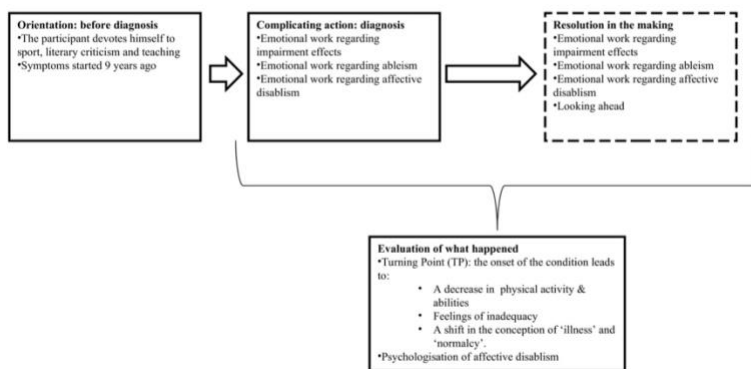 Orientation: before diagnosis
•The participant devotes himself to
sport, literary criticism and teaching
•Symptoms started 9 years ago
Complicating action: diagnosis
•Emotional work regarding
impairment effects
•Emotional work regarding ableism
•Emotional work regarding affective
disablism
Resolution in the making
•Emotional work regarding
impairment effects
•Emotional work regarding ableism
•Emotional work regarding affective
disablism
•Looking ahead
Evaluation of what happened
•Turning Point (TP): the onset of the condition leads
to:
• A decrease in physical activity &
abilities
• Feelings of inadequacy
• A shift in the conception of ‘illness’ and
‘normalcy’.
•Psychologisation of affective disablism